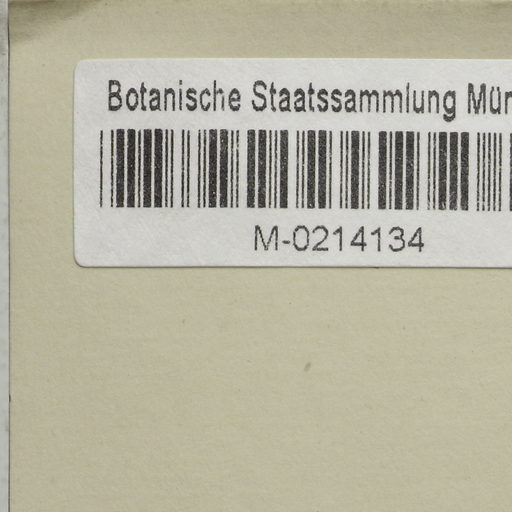 Botanische Staatssammlung Mün
M-0214134